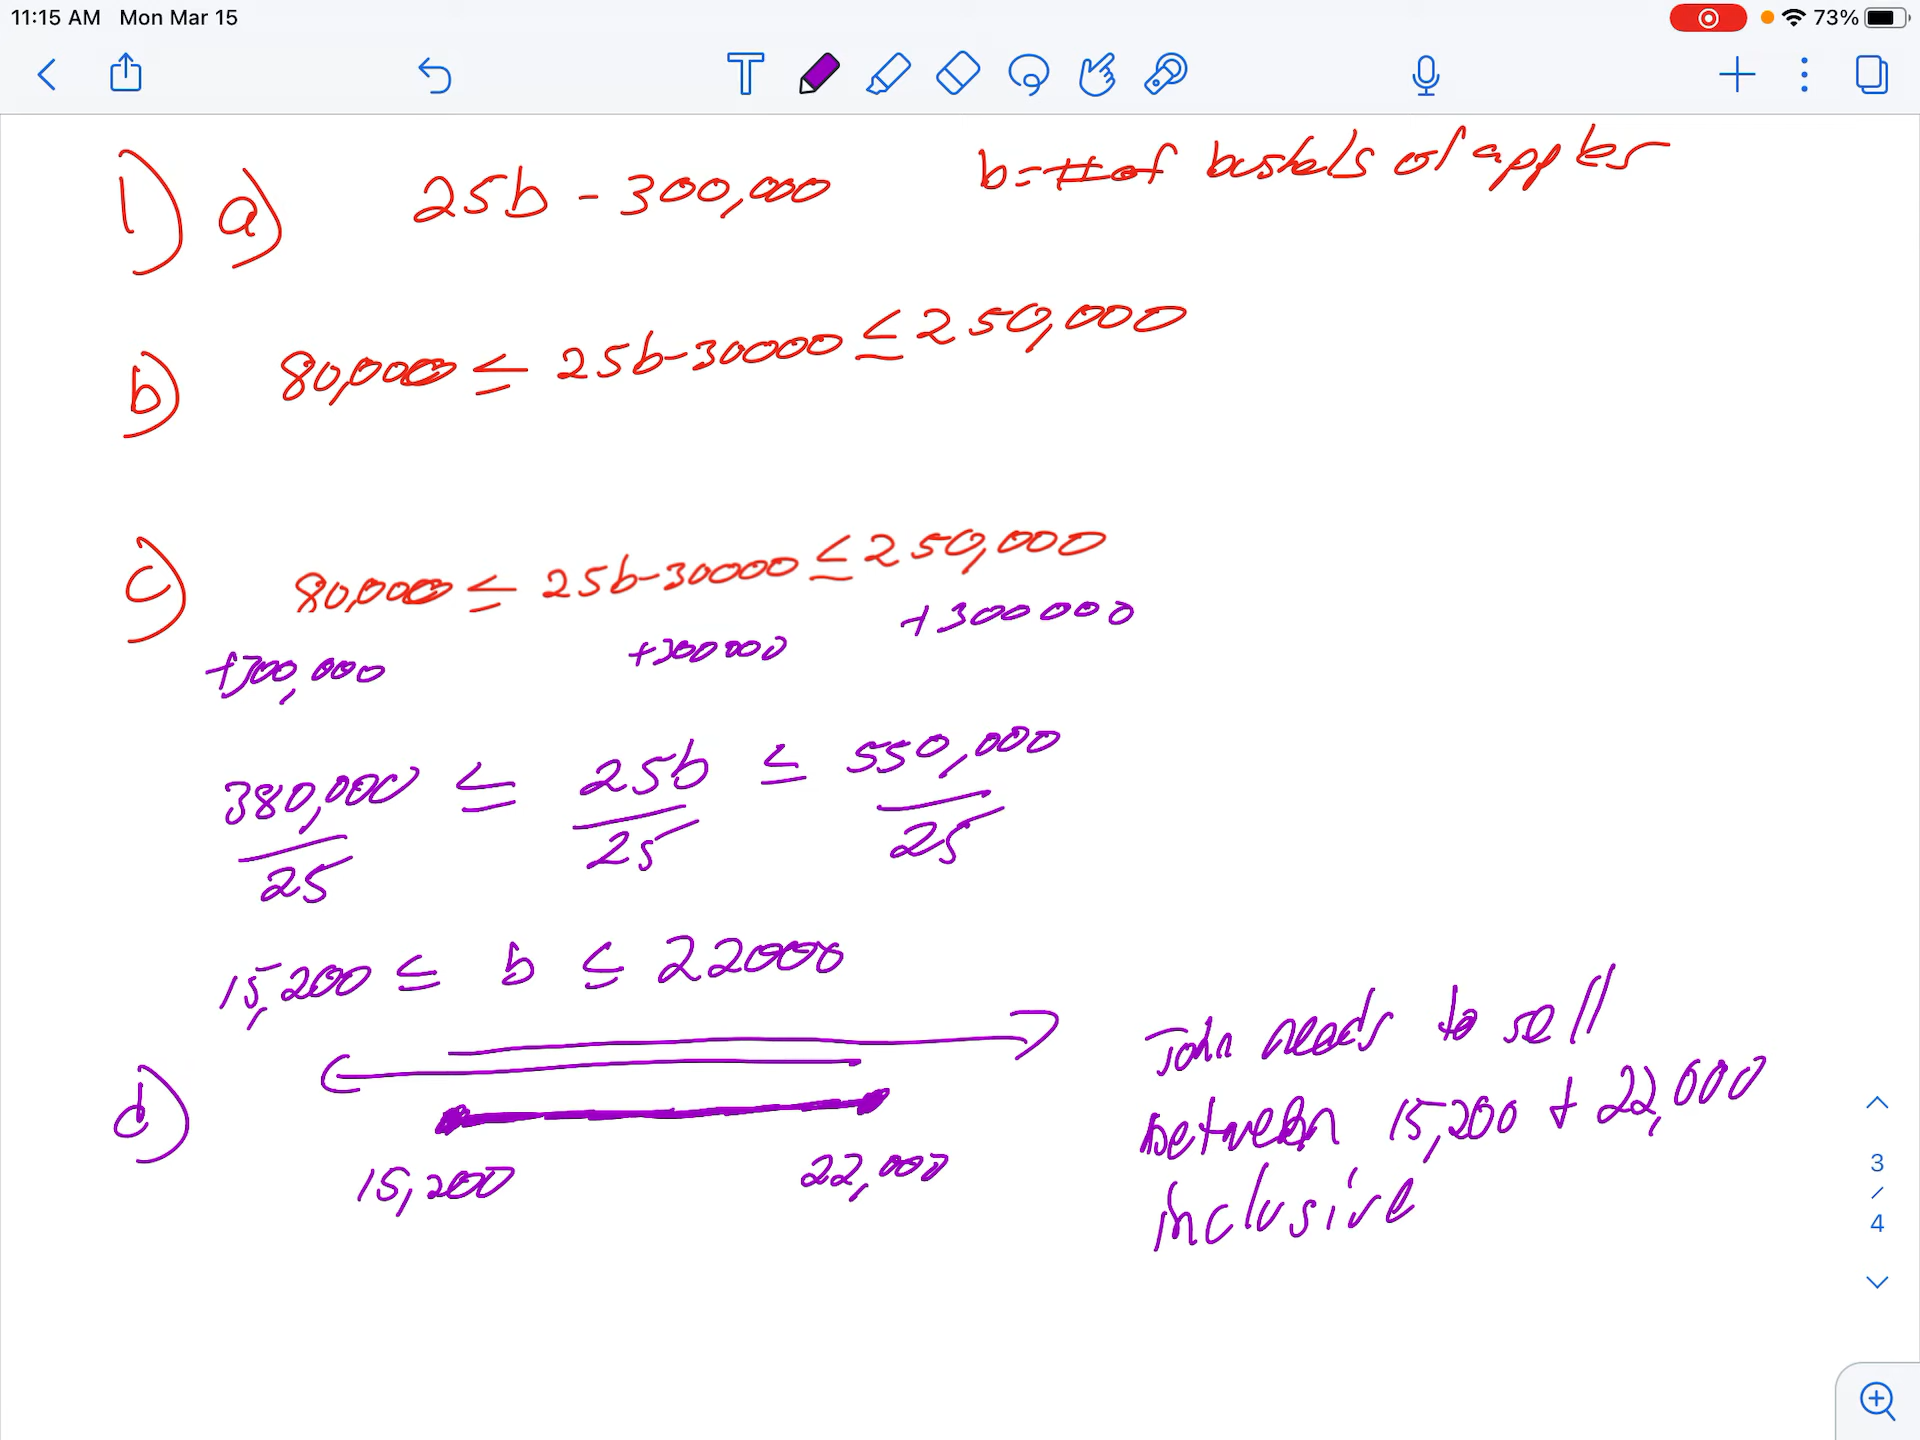 11:15 AM Mon Mar 15
73%
T
1) a) 25b - 300,000 b = # of bushels of apples
b) 80,000 ≤ 25b-30000 ≤ 250,000
c) 80,000 ≤ 25b-30000 ≤ 250,000
+300,000 +300000 +300000
380,000 ≤ 25b ≤ 550,000
25 25 25
15,200 ≤ b ≤ 22000
d)
15,200 22,000
John needs to sell
between 15,200 + 22,000
inclusive
3
/
4